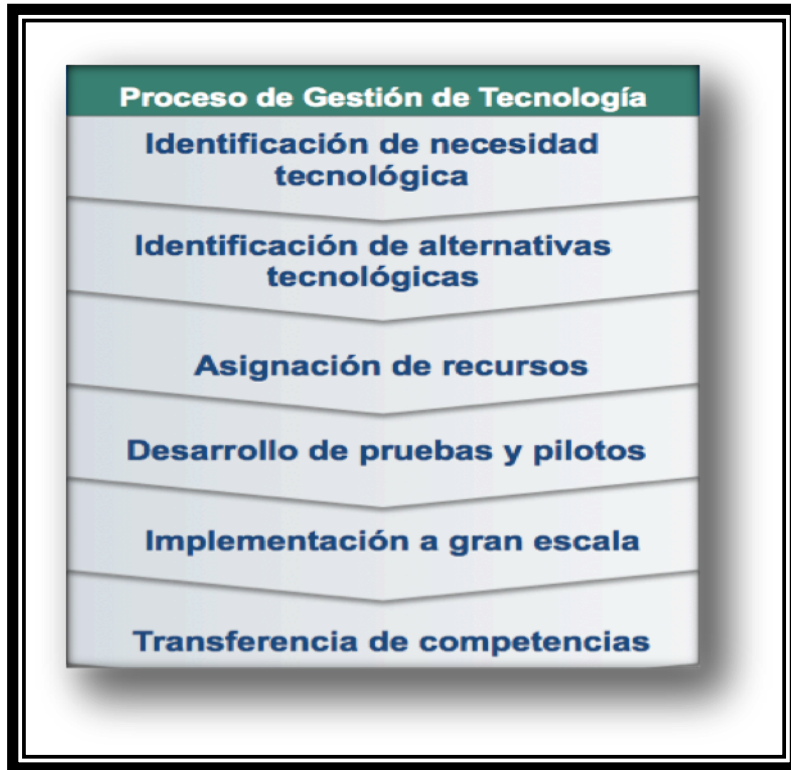 Proceso de Gestión de Tecnología
Identificación de necesidad
tecnológica
Identificación de alternativas
tecnológicas
Asignación de recursos
Desarrollo de pruebas y pilotos
Implementación a gran escala
Transferencia de competencias